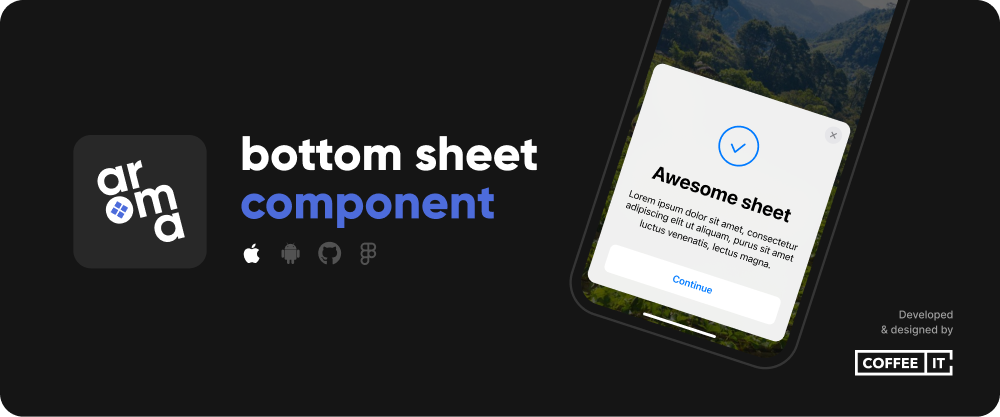 ar
ma
bottom sheet
component
Awesome sheet
Lorem ipsum dolor sit amet, consectetur
adipiscing elit ut aliquam, purus sit amet
luctus venenatis, lectus magna.
Continue
Developed
& designed by
COFFEE IT